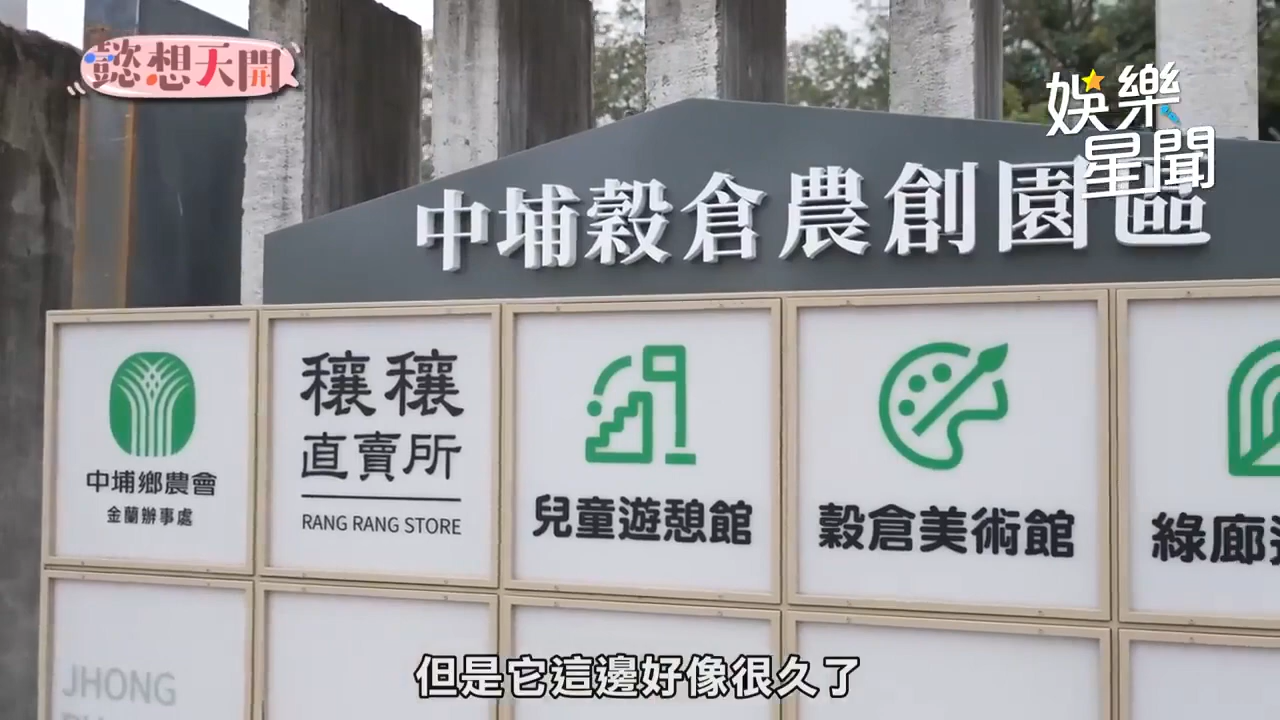 懿想天開
娛樂
星聞
中埔穀倉農創園區
中埔鄉農會
金蘭辦事處
穰穰
直賣所
RANG RANG STORE
兒童遊憩館
穀倉美術館
綠廊
JHONG
但是它這邊好像很久了